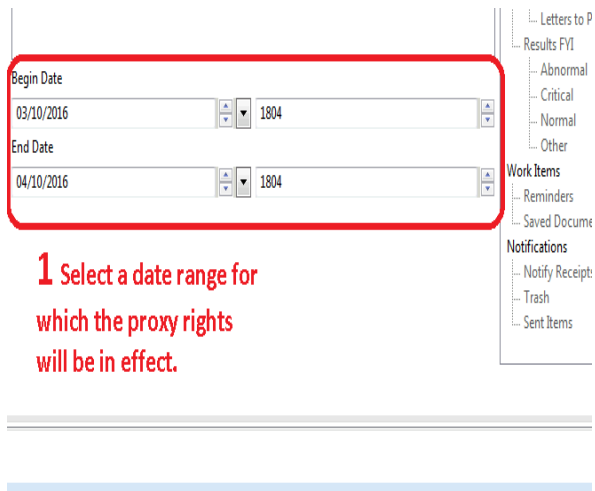 Begin Date
03/10/2016 1804
End Date
04/10/2016 1804
1 Select a date range for
which the proxy rights
will be in effect.
Letters to P
Results FYI
Abnormal
Critical
Normal
Other
Work Items
Reminders
Saved Docume
Notifications
Notify Receipts
Trash
Sent Items